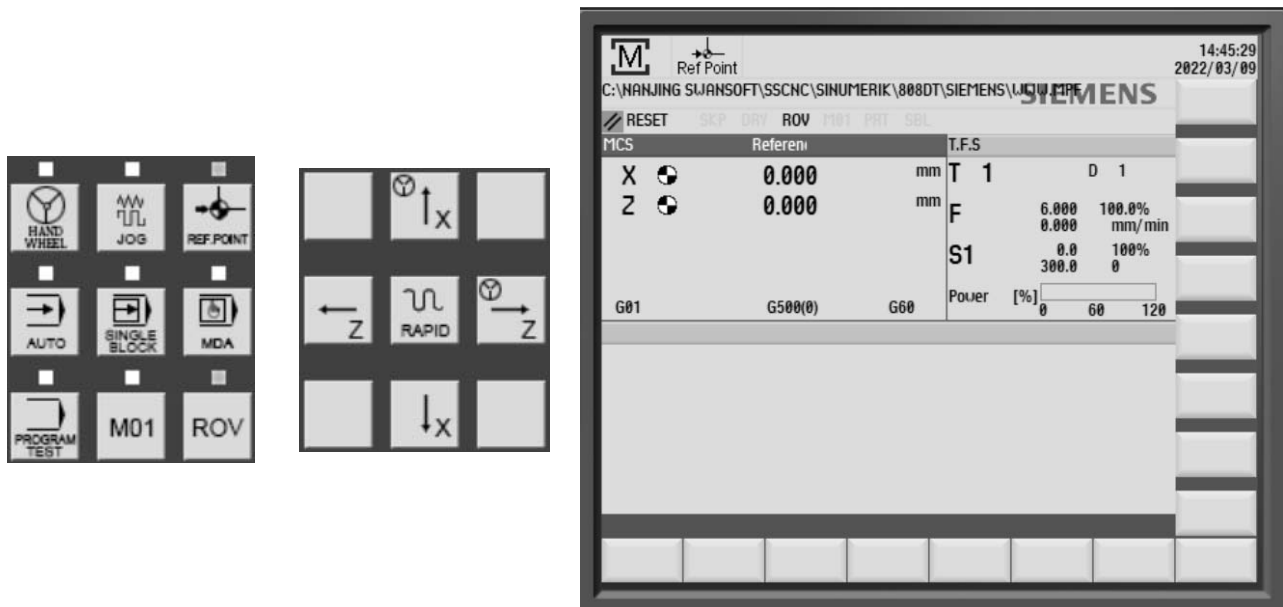 HAND WHEEL
JOG
REF.POINT
AUTO
SINGLE BLOCK
MDA
PROGRAM TEST
M01
ROV
X
Z
RAPID
Z
X
M
Ref Point
14:45:29
2022/03/09
C:\NANJING SWANSOFT\SSCNC\SINUMERIK\808DT\SIEMENS\
SIEMENS
RESET SKP DRY ROV M01 PRT SBL
MCS Referen T.F.S
X 0.000 mm T 1 D 1
Z 0.000 mm F 6.000 100.0%
0.000 mm/min
S1 0.0 100%
300.0 0
Power [%] 0 60 120
G01 G500(0) G60